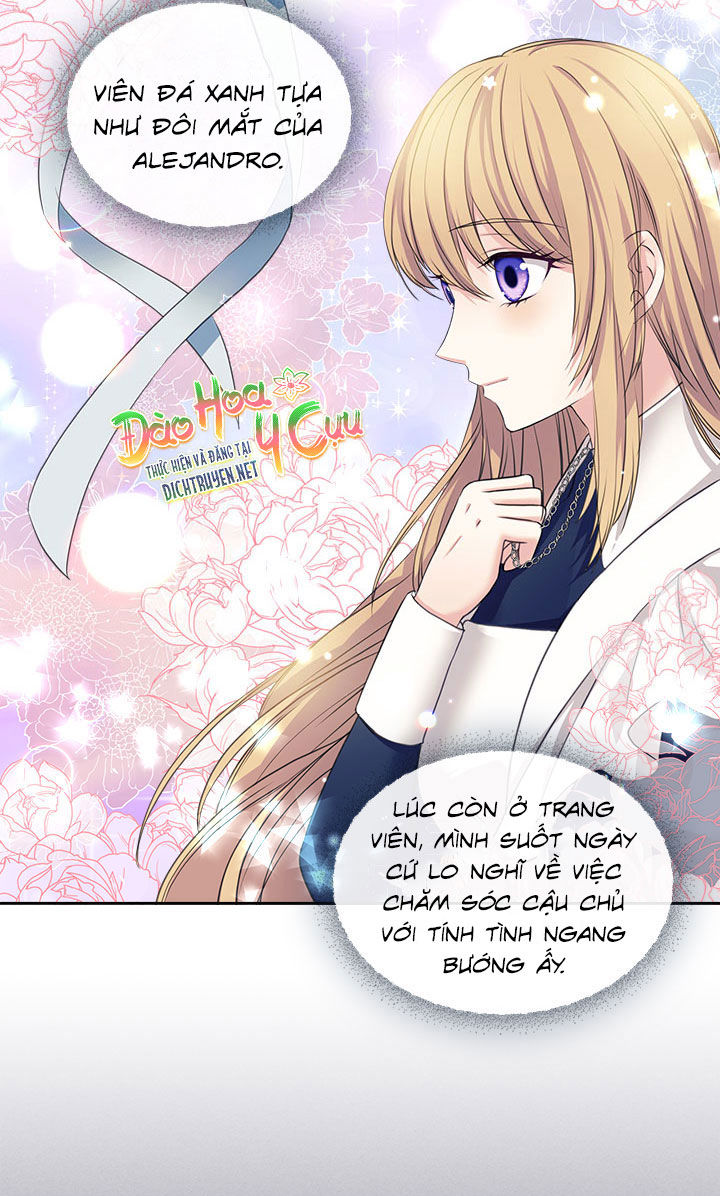 VIÊN ĐÁ XANH TỰA
NHƯ ĐÔI MẮT CỦA
ALEJANDRO.
Đào Hoa
Y Cựu
THỰC HIỆN VÀ ĐĂNG TẠI
DICHTRUYEN.NET
LÚC CÒN Ở TRANG
VIÊN, MÌNH SUỐT NGÀY
CỨ LO NGHĨ VỀ VIỆC
CHĂM SÓC CẬU CHỦ
VỚI TÍNH TÌNH NGANG
BƯỚNG ẤY.